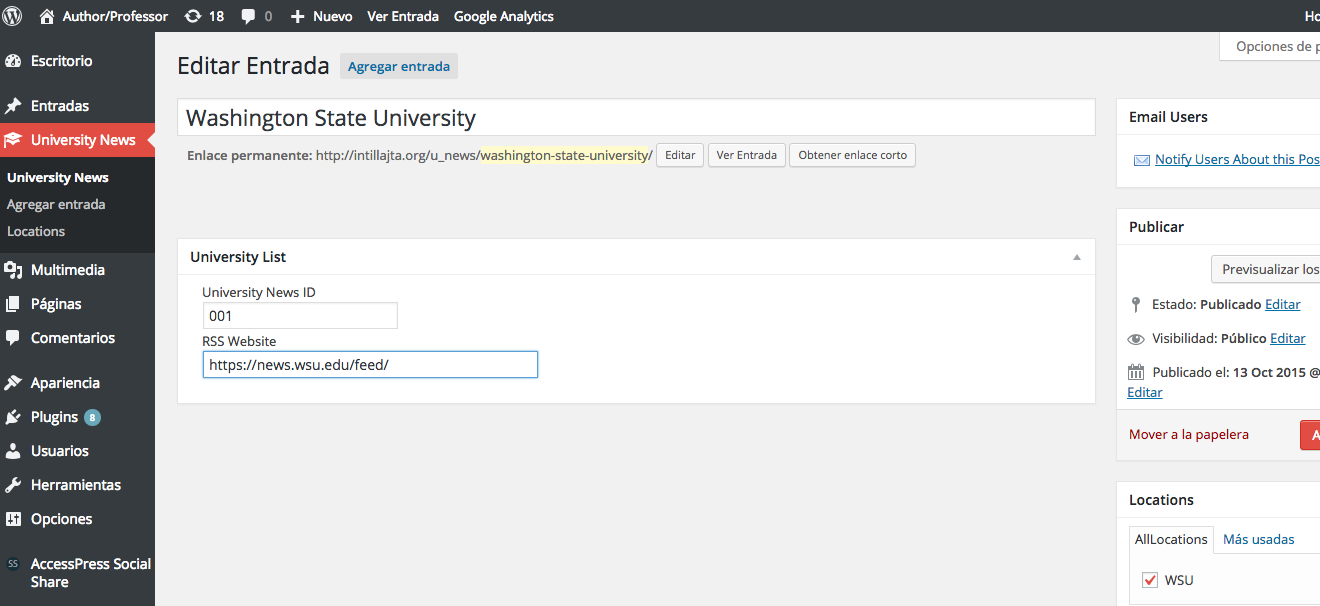 Author/Professor 18 0 Nuevo Ver Entrada Google Analytics
Escritorio
Entradas
University News
University News
Agregar entrada
Locations
Multimedia
Páginas
Comentarios
Apariencia
Plugins 8
Usuarios
Herramientas
Opciones
SS AccessPress Social
Share
Opciones de
Editar Entrada Agregar entrada
Washington State University
Enlace permanente: http://intillajta.org/u_news/washington-state-university/ Editar Ver Entrada Obtener enlace corto
University List
University News ID
001
RSS Website
https://news.wsu.edu/feed/
Email Users
Notify Users About this Pos
Publicar
Previsualizar los
Estado: Publicado Editar
Visibilidad: Público Editar
Publicado el: 13 Oct 2015 @
Editar
Mover a la papelera
Locations
AllLocations Más usadas
WSU